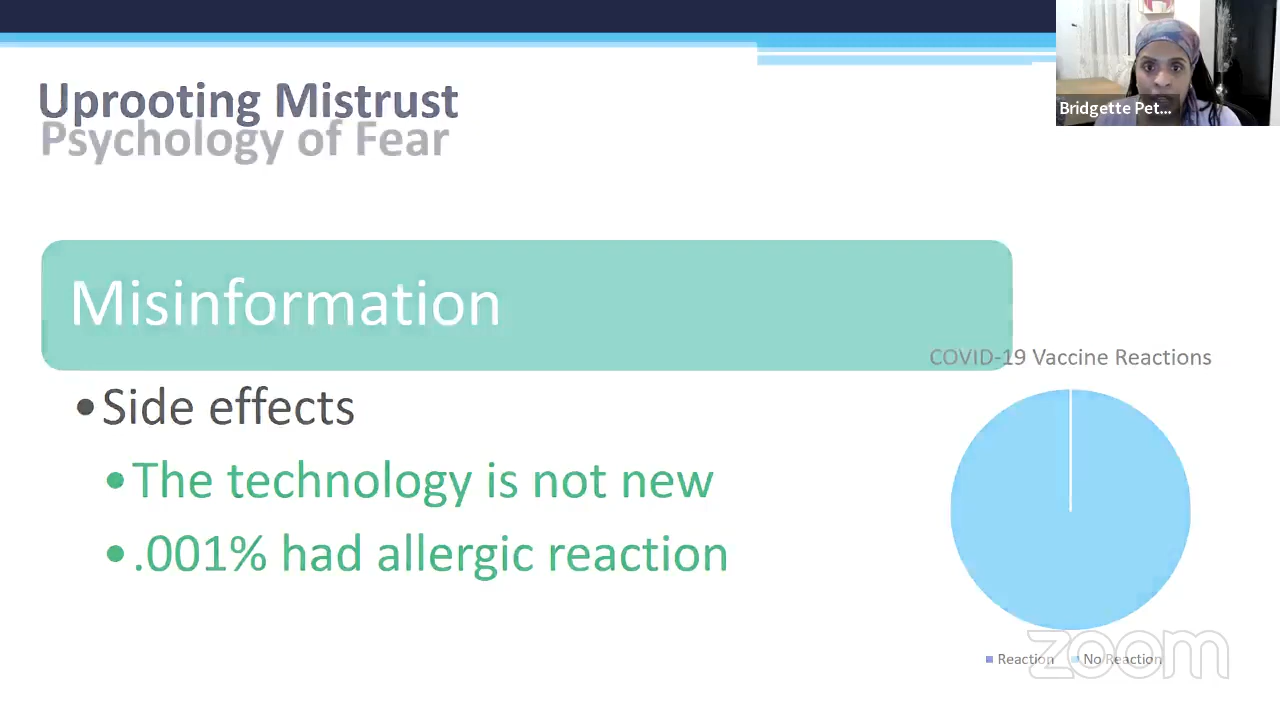 Uprooting Mistrust
Psychology of Fear
Bridgette Pet...
Misinformation
•Side effects
•The technology is not new
•.001% had allergic reaction
COVID-19 Vaccine Reactions
Reaction No Reaction
zoom